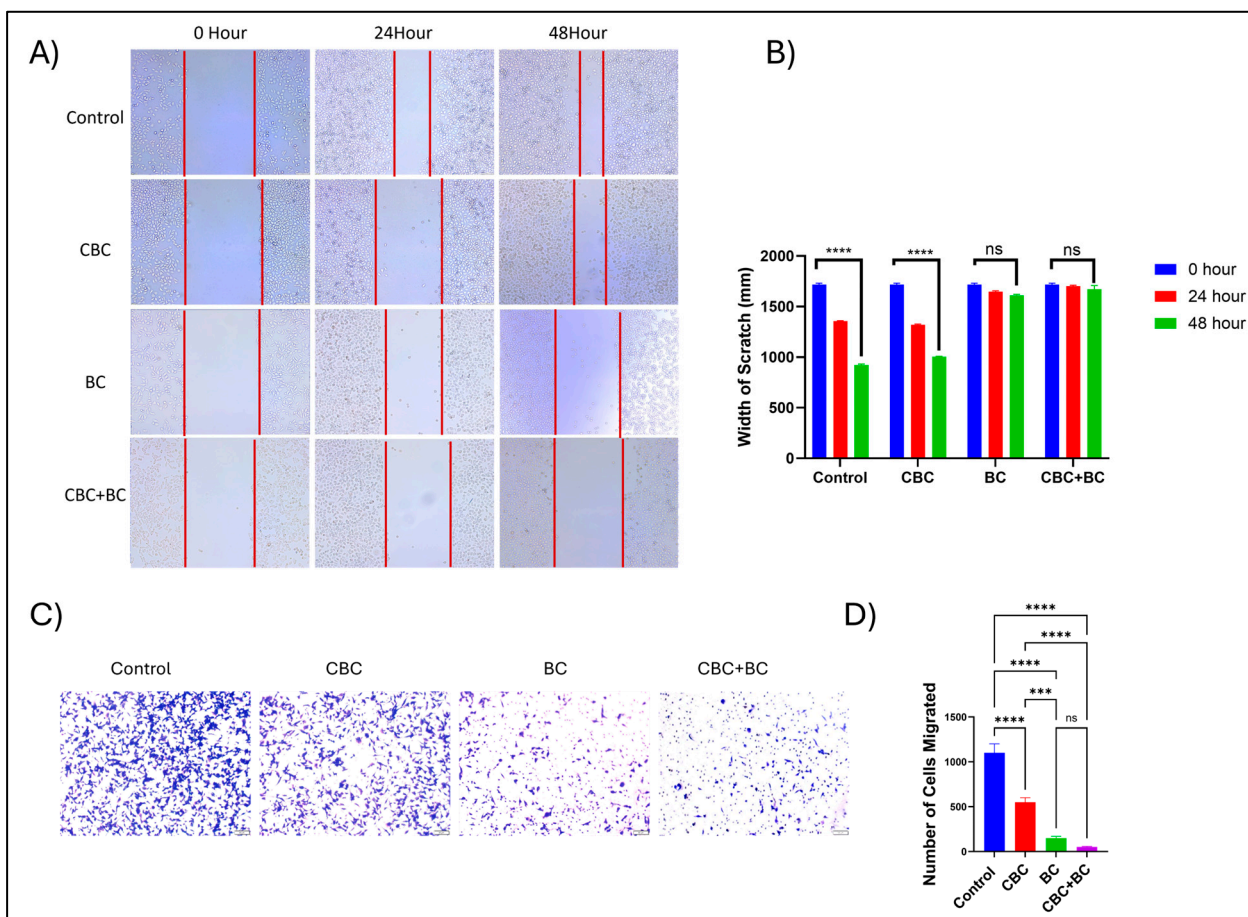 A)
0 Hour
24Hour
48Hour
Control
CBC
BC
CBC+BC
B)
Width of Scratch (mm)
2000
1500
1000
500
0
****
****
ns
ns
Control
CBC
BC
CBC+BC
0 hour
24 hour
48 hour
C)
Control
CBC
BC
CBC+BC
D)
Number of Cells Migrated
1500
1000
500
0
****
****
****
***
****
ns
Control
CBC
BC
CBC+BC